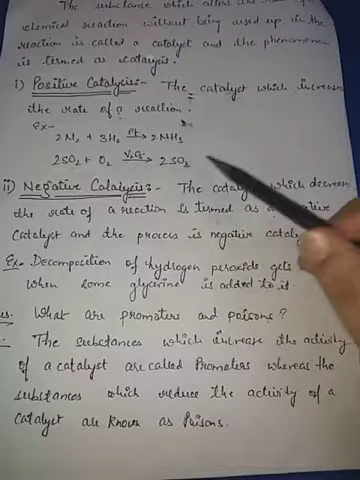 The substance which alters the
chemical reaction without being used up in the
reaction is called a catalyst and the phenomenon
is termed as catalysis.
i) Positive Catalysis:- The catalyst which increases
the rate of a reaction.
Ex-
2N2 + 3H2 Pt→ 2NH3
2SO2 + O2 → 2SO3
ii) Negative Catalysis:- The which decrease
the rate of a reaction is termed as
Catalyst and the process is negative
Ex- Decomposition of hydrogen peroxide gets
when some glycerine is added to it.
What are promoters and poisons?
The substances which increase the activity
of a catalyst are called Promoters whereas the
substances which reduce the activity of a
Catalyst are known as Poisons.